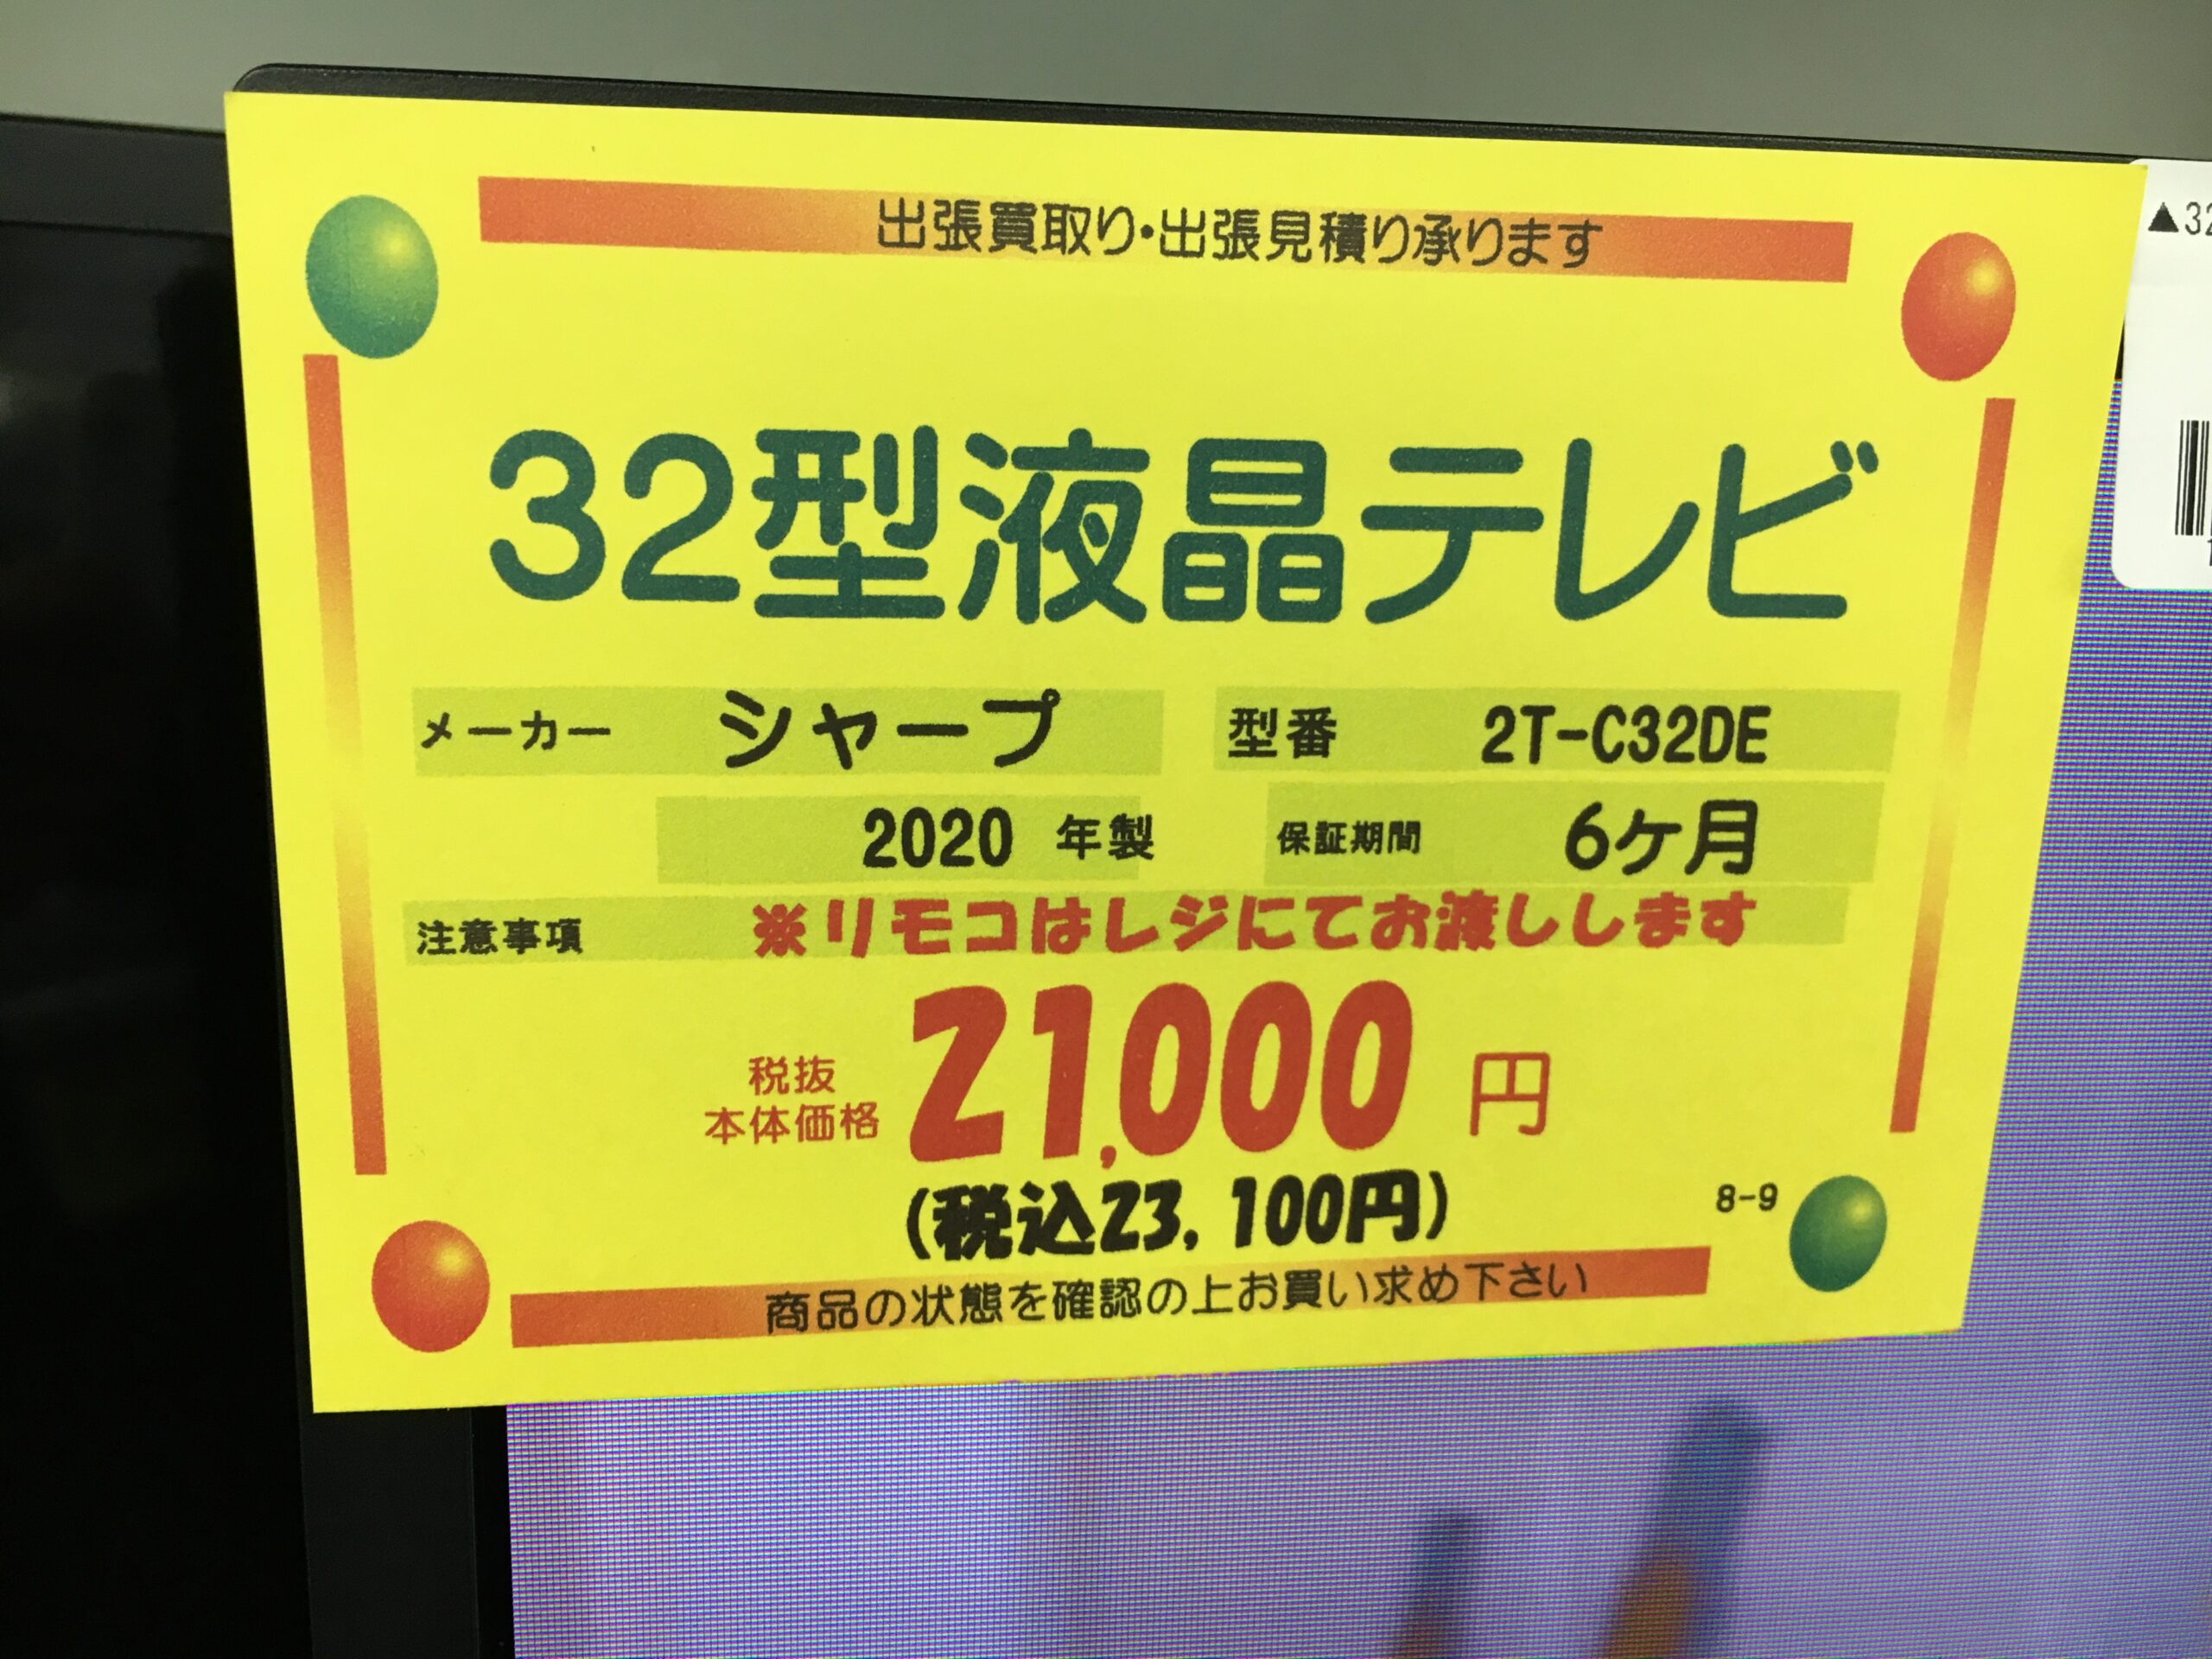 出張買取り・出張見積り承ります
32型液晶テレビ
メーカー シャープ 型番 2T-C32DE
2020 年製 保証期間 6ヶ月
注意事項 ※リモコはレジにてお渡しします
税抜
本体価格 21,000 円
(税込23,100円)
8-9
商品の状態を確認の上お買い求め下さい
▲32